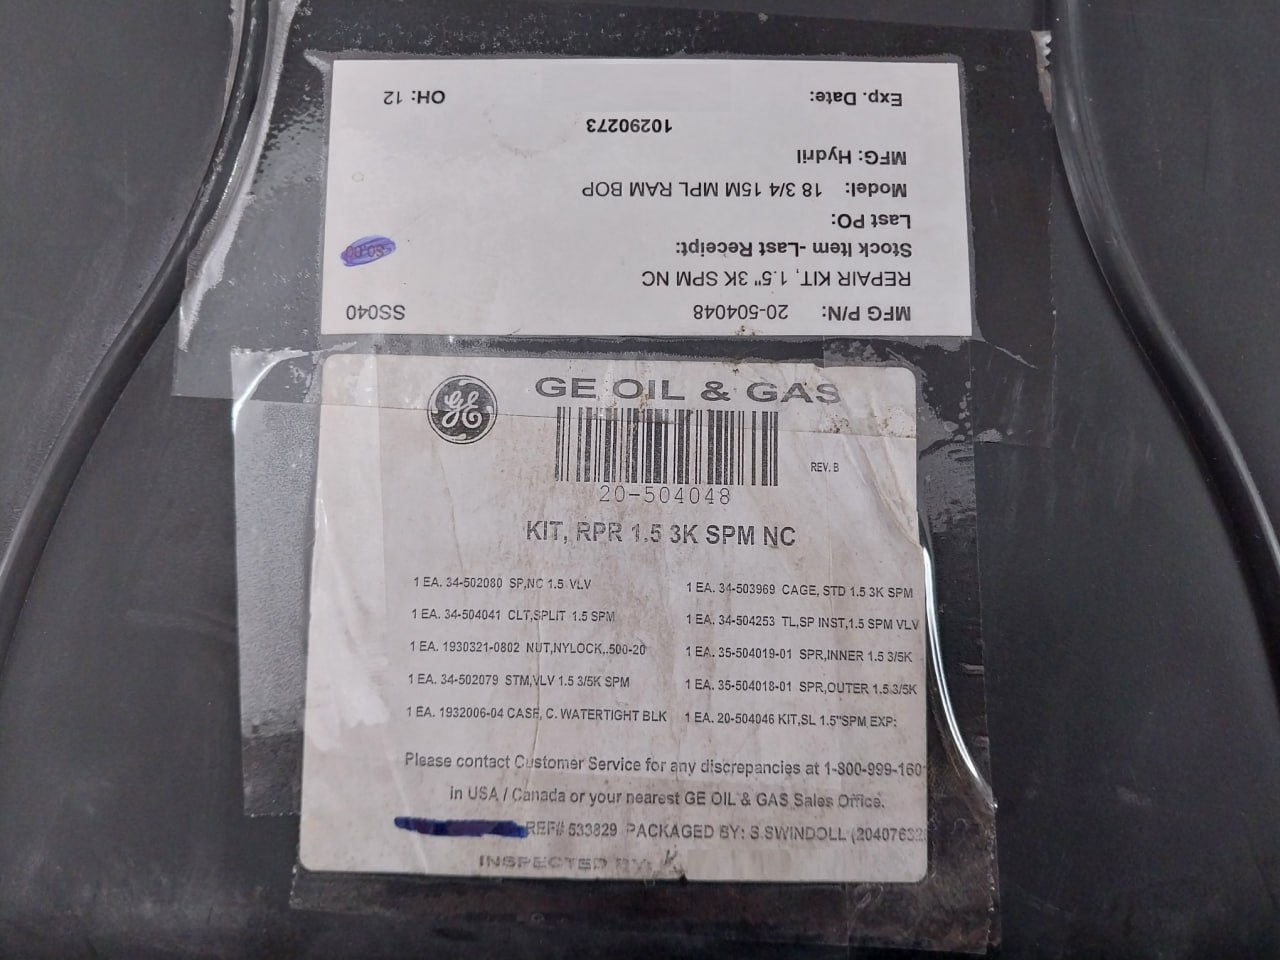 MFG P/N: 20-504048 SS040
REPAIR KIT, 1.5" 3K SPM NC
Stock Item -Last Receipt:
Last PO:
Model: 18 3/4 15M MPL RAM BOP
MFG: Hydril
10290273
Exp. Date: OH: 12
GE
GE OIL & GAS
REV. B
20-504048
KIT, RPR 1.5 3K SPM NC
1 EA. 34-502080 SP,NC 1.5 VLV
1 EA. 34-504041 CLT,SPLIT 1.5 SPM
1 EA. 1930321-0802 NUT,NYLOCK,.500-20
1 EA. 34-502079 STM,VLV 1.5 3/5K SPM
1 EA. 1932006-04 CASE, C. WATERTIGHT BLK
1 EA. 34-503969 CAGE, STD 1.5 3K SPM
1 EA. 34-504253 TL,SP INST,1.5 SPM VLV
1 EA. 35-504019-01 SPR,INNER 1.5 3/5K
1 EA. 35-504018-01 SPR,OUTER 1.5 3/5K
1 EA. 20-504046 KIT,SL 1.5"SPM EXP:
Please contact Customer Service for any discrepancies at 1-800-999-160
in USA / Canada or your nearest GE OIL & GAS Sales Office.
REF# 533829 PACKAGED BY: S.SWINDOLL (2040763
INSPECTED BY: K